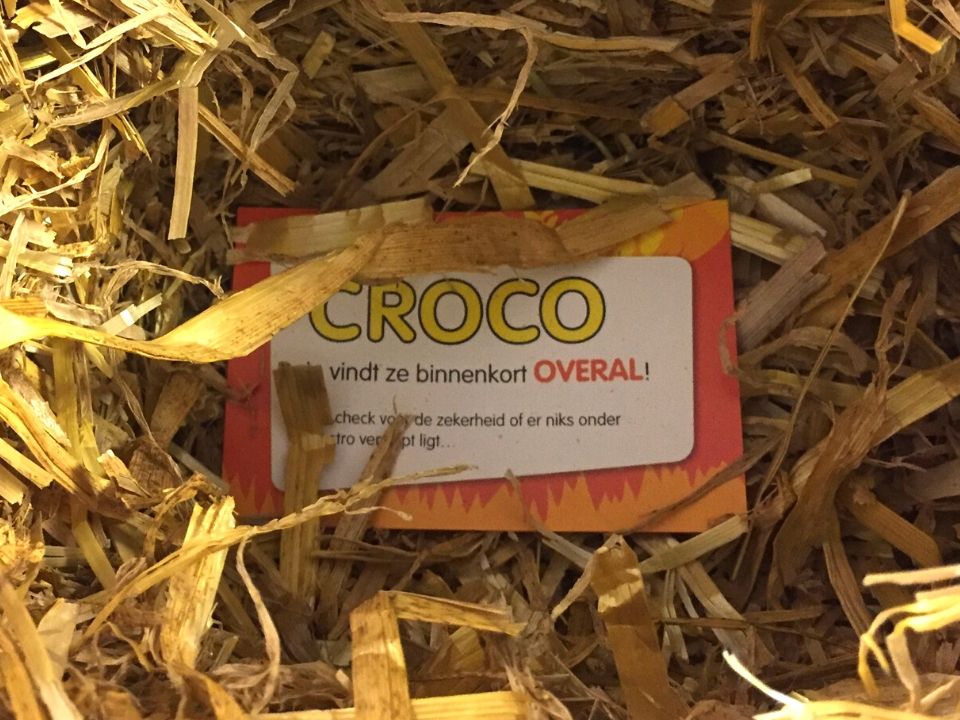 CROCO
vindt ze binnenkort OVERAL!
check voor de zekerheid of er niks onder
ligt...